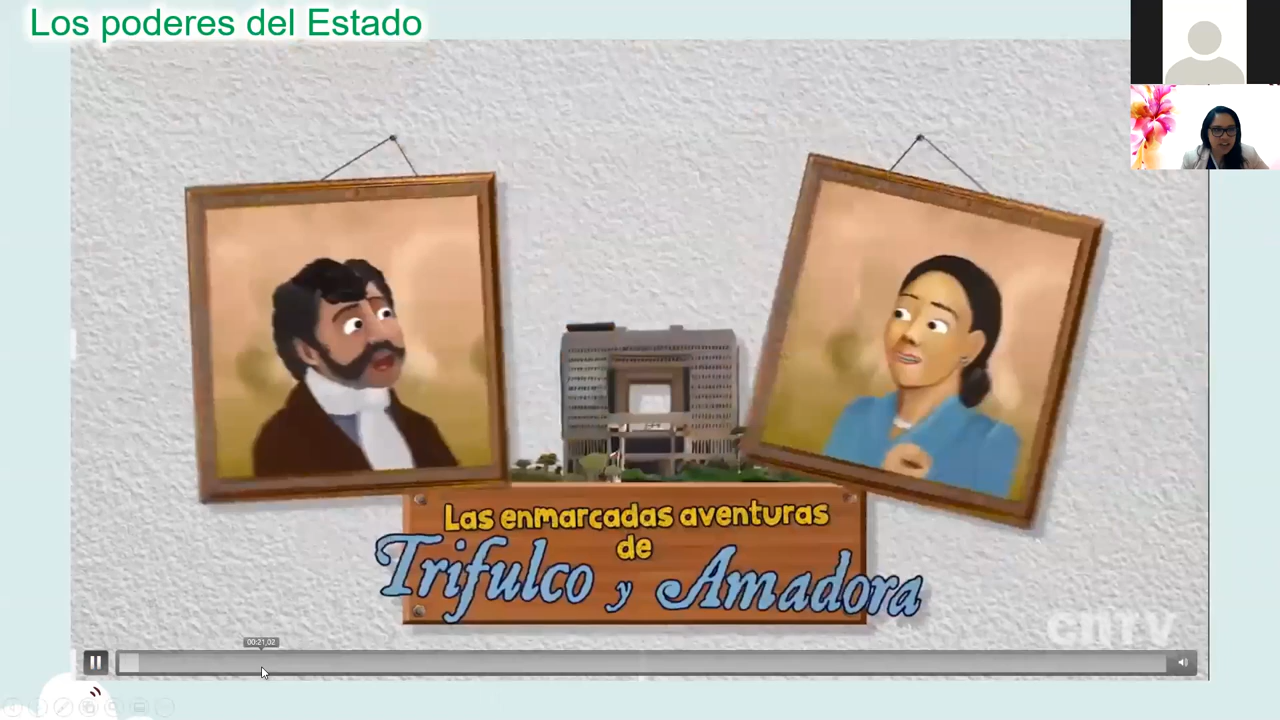 Los poderes del Estado
Las enmarcadas aventuras
de
Trifulco y Amadora
cntv
00:21,02